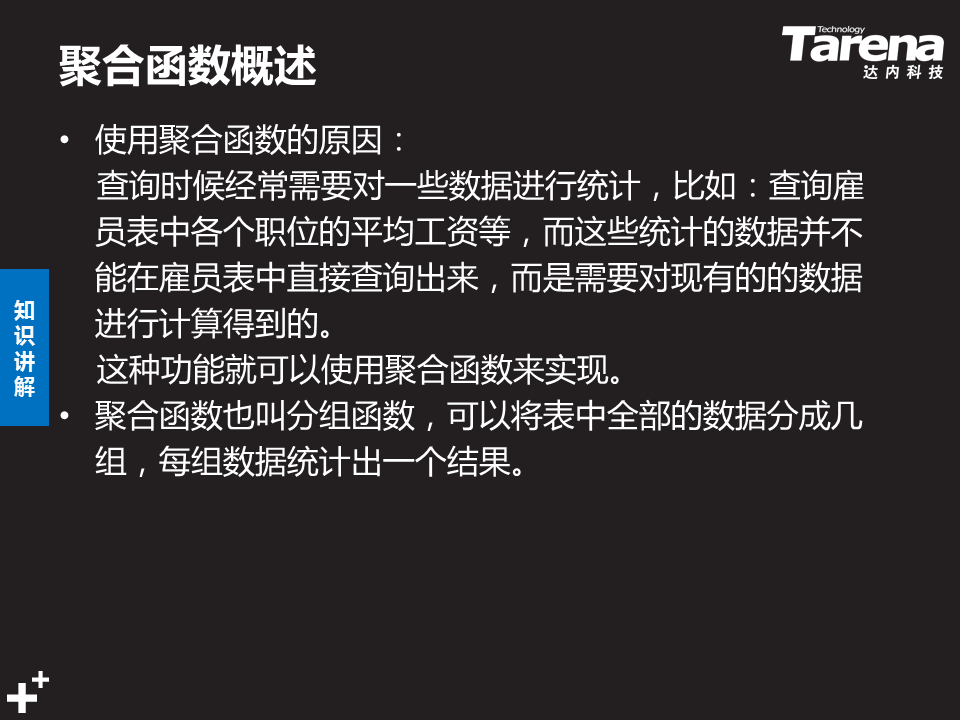 聚合函数概述
Technology
Tarena
达内科技
• 使用聚合函数的原因：
查询时候经常需要对一些数据进行统计，比如：查询雇
员表中各个职位的平均工资等，而这些统计的数据并不
能在雇员表中直接查询出来，而是需要对现有的的数据
进行计算得到的。
这种功能就可以使用聚合函数来实现。
• 聚合函数也叫分组函数，可以将表中全部的数据分成几
组，每组数据统计出一个结果。
知
识
讲
解